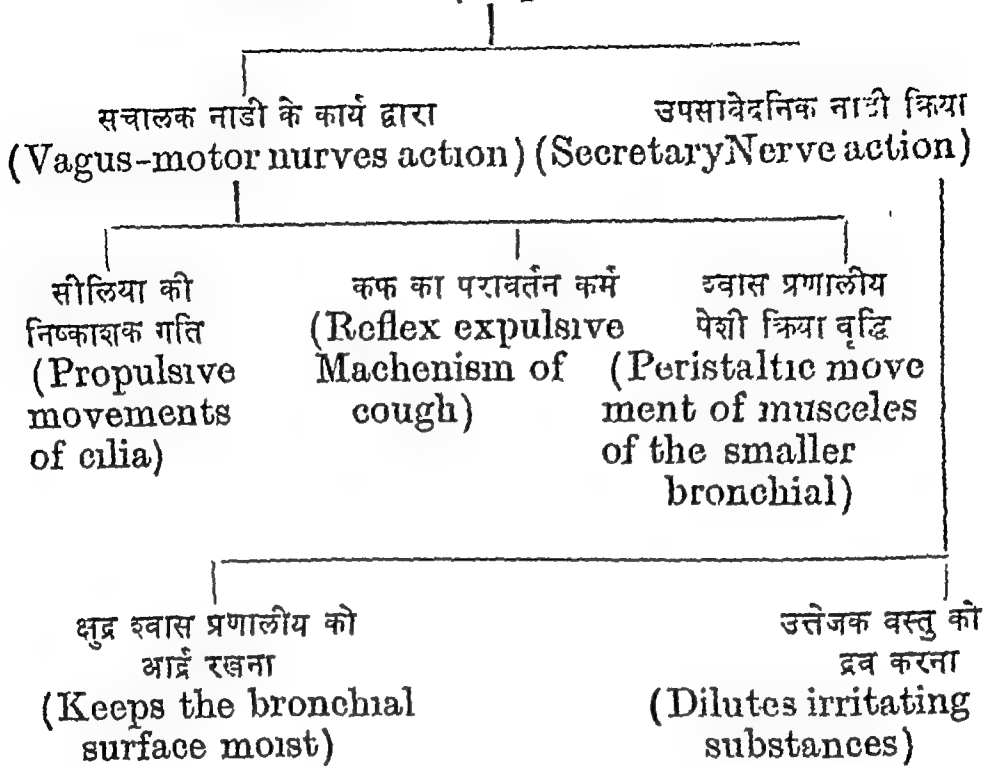 सचालक नाडी के कार्य द्वारा उपसावेदनिक नाडी क्रिया
(Vagus-motor nurves action) (Secretary Nerve action)
सीलिया की
निष्काशक गति
(Propulsive
movements
of cilia)
कफ का परावर्तन कर्म
(Reflex expulsive
Machenism of
cough)
श्वास प्रणालीय
पेशी क्रिया वृद्धि
(Peristaltic move
ment of musceles
of the smaller
bronchial)
क्षुद्र श्वास प्रणालीय को
आर्द्र रखना
(Keeps the bronchial
surface moist)
उत्तेजक वस्तु को
द्रव करना
(Dilutes irritating
substances)